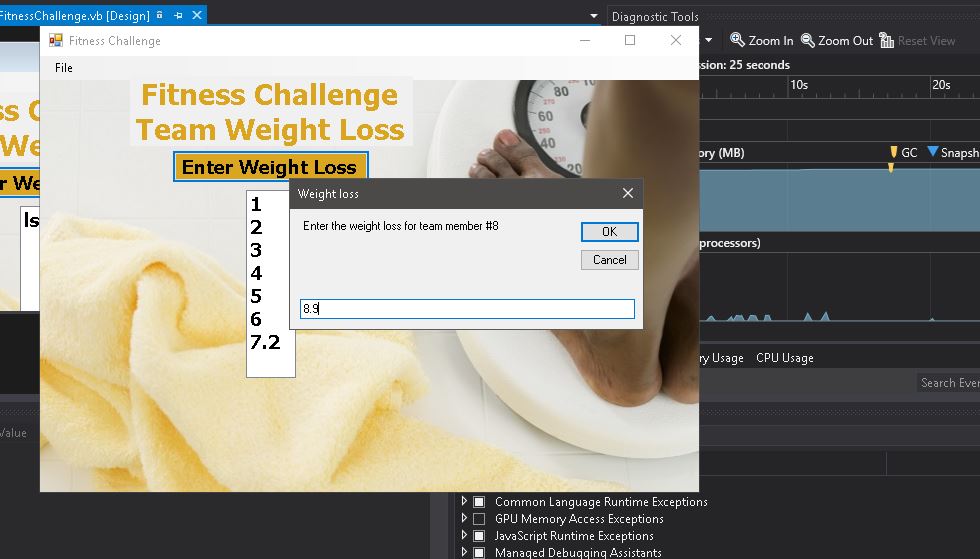 FitnessChallenge.vb [Design]
Diagnostic Tools
Fitness Challenge
Zoom In
Zoom Out
Reset View
File
ssion: 25 seconds
10s
20s
Fitness Challenge
Team Weight Loss
80
60
40
20
Enter Weight Loss
ory (MB)
GC
Snapsh
Weight loss
1
2
3
4
5
6
7.2
Enter the weight loss for team member #8
OK
Cancel
processors)
8.9
ry Usage
CPU Usage
Search Even
Value
Common Language Runtime Exceptions
GPU Memory Access Exceptions
JavaScript Runtime Exceptions
Managed Debugging Assistants